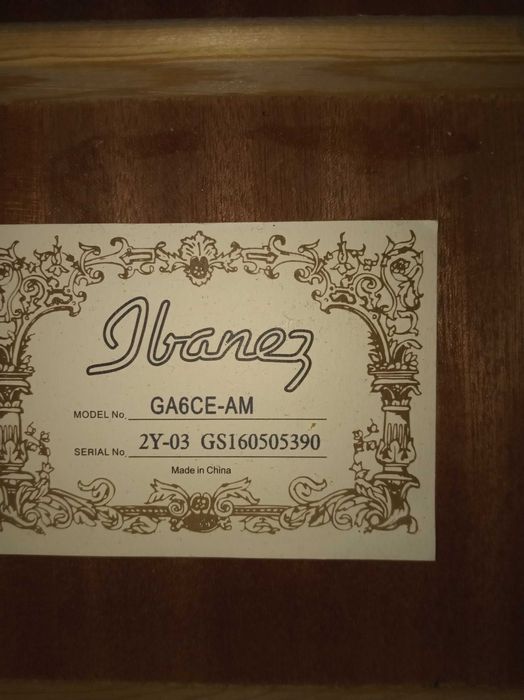 Ibanez
MODEL No. GA6CE-AM
SERIAL No. 2Y-03 GS160505390
Made in China